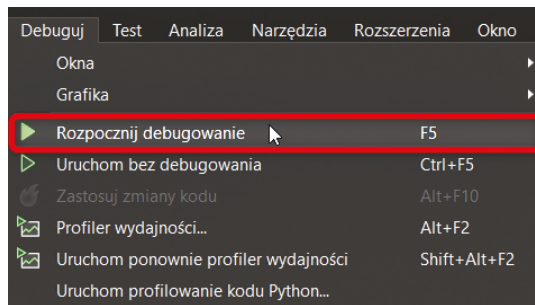 Debuguj Test Analiza Narzędzia Rozszerzenia Okno
Okna
Grafika
Rozpocznij debugowanie F5
Uruchom bez debugowania Ctrl+F5
Zastosuj zmiany kodu Alt+F10
Profiler wydajności... Alt+F2
Uruchom ponownie profiler wydajności Shift+Alt+F2
Uruchom profilowanie kodu Python...